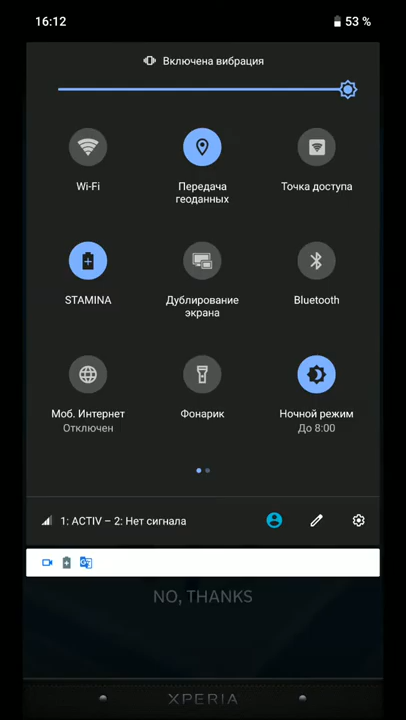 16:12
53 %
Включена вибрация
Wi-Fi
Передача
геоданных
Точка доступа
STAMINA
Дублирование
экрана
Bluetooth
Моб. Интернет
Отключен
Фонарик
Ночной режим
До 8:00
1: ACTIV – 2: Нет сигнала
NO, THANKS
XPERIA